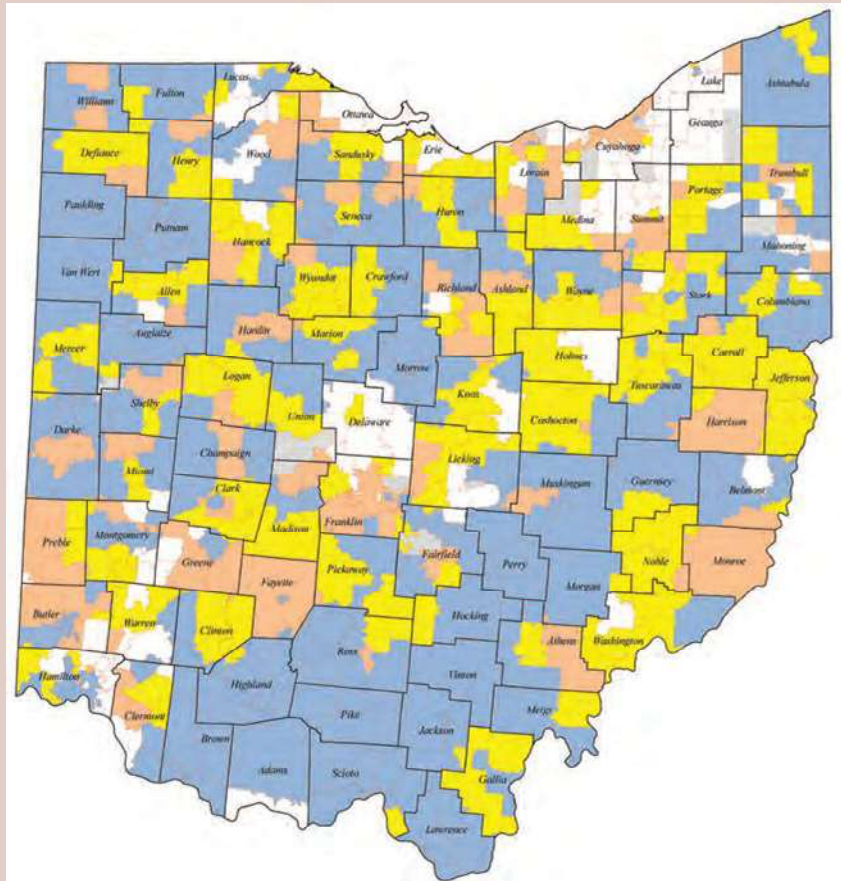 Williams
Fulton
Lucas
Ottawa
Lake
Ashtabula
Geauga
Cuyahoga
Defiance
Henry
Wood
Sandusky
Erie
Lorain
Trumbull
Portage
Medina
Summit
Paulding
Putnam
Seneca
Huron
Hancock
Mahoning
Van Wert
Allen
Wyandot
Crawford
Richland
Ashland
Wayne
Stark
Columbiana
Mercer
Auglaize
Hardin
Marion
Morrow
Holmes
Carroll
Jefferson
Logan
Knox
Tuscarawas
Shelby
Union
Delaware
Coshocton
Harrison
Darke
Champaign
Licking
Miami
Clark
Muskingum
Guernsey
Belmont
Preble
Montgomery
Madison
Franklin
Greene
Fairfield
Perry
Noble
Monroe
Fayette
Pickaway
Morgan
Butler
Warren
Clinton
Hocking
Athens
Washington
Ross
Hamilton
Highland
Vinton
Clermont
Pike
Meigs
Brown
Jackson
Adams
Scioto
Gallia
Lawrence